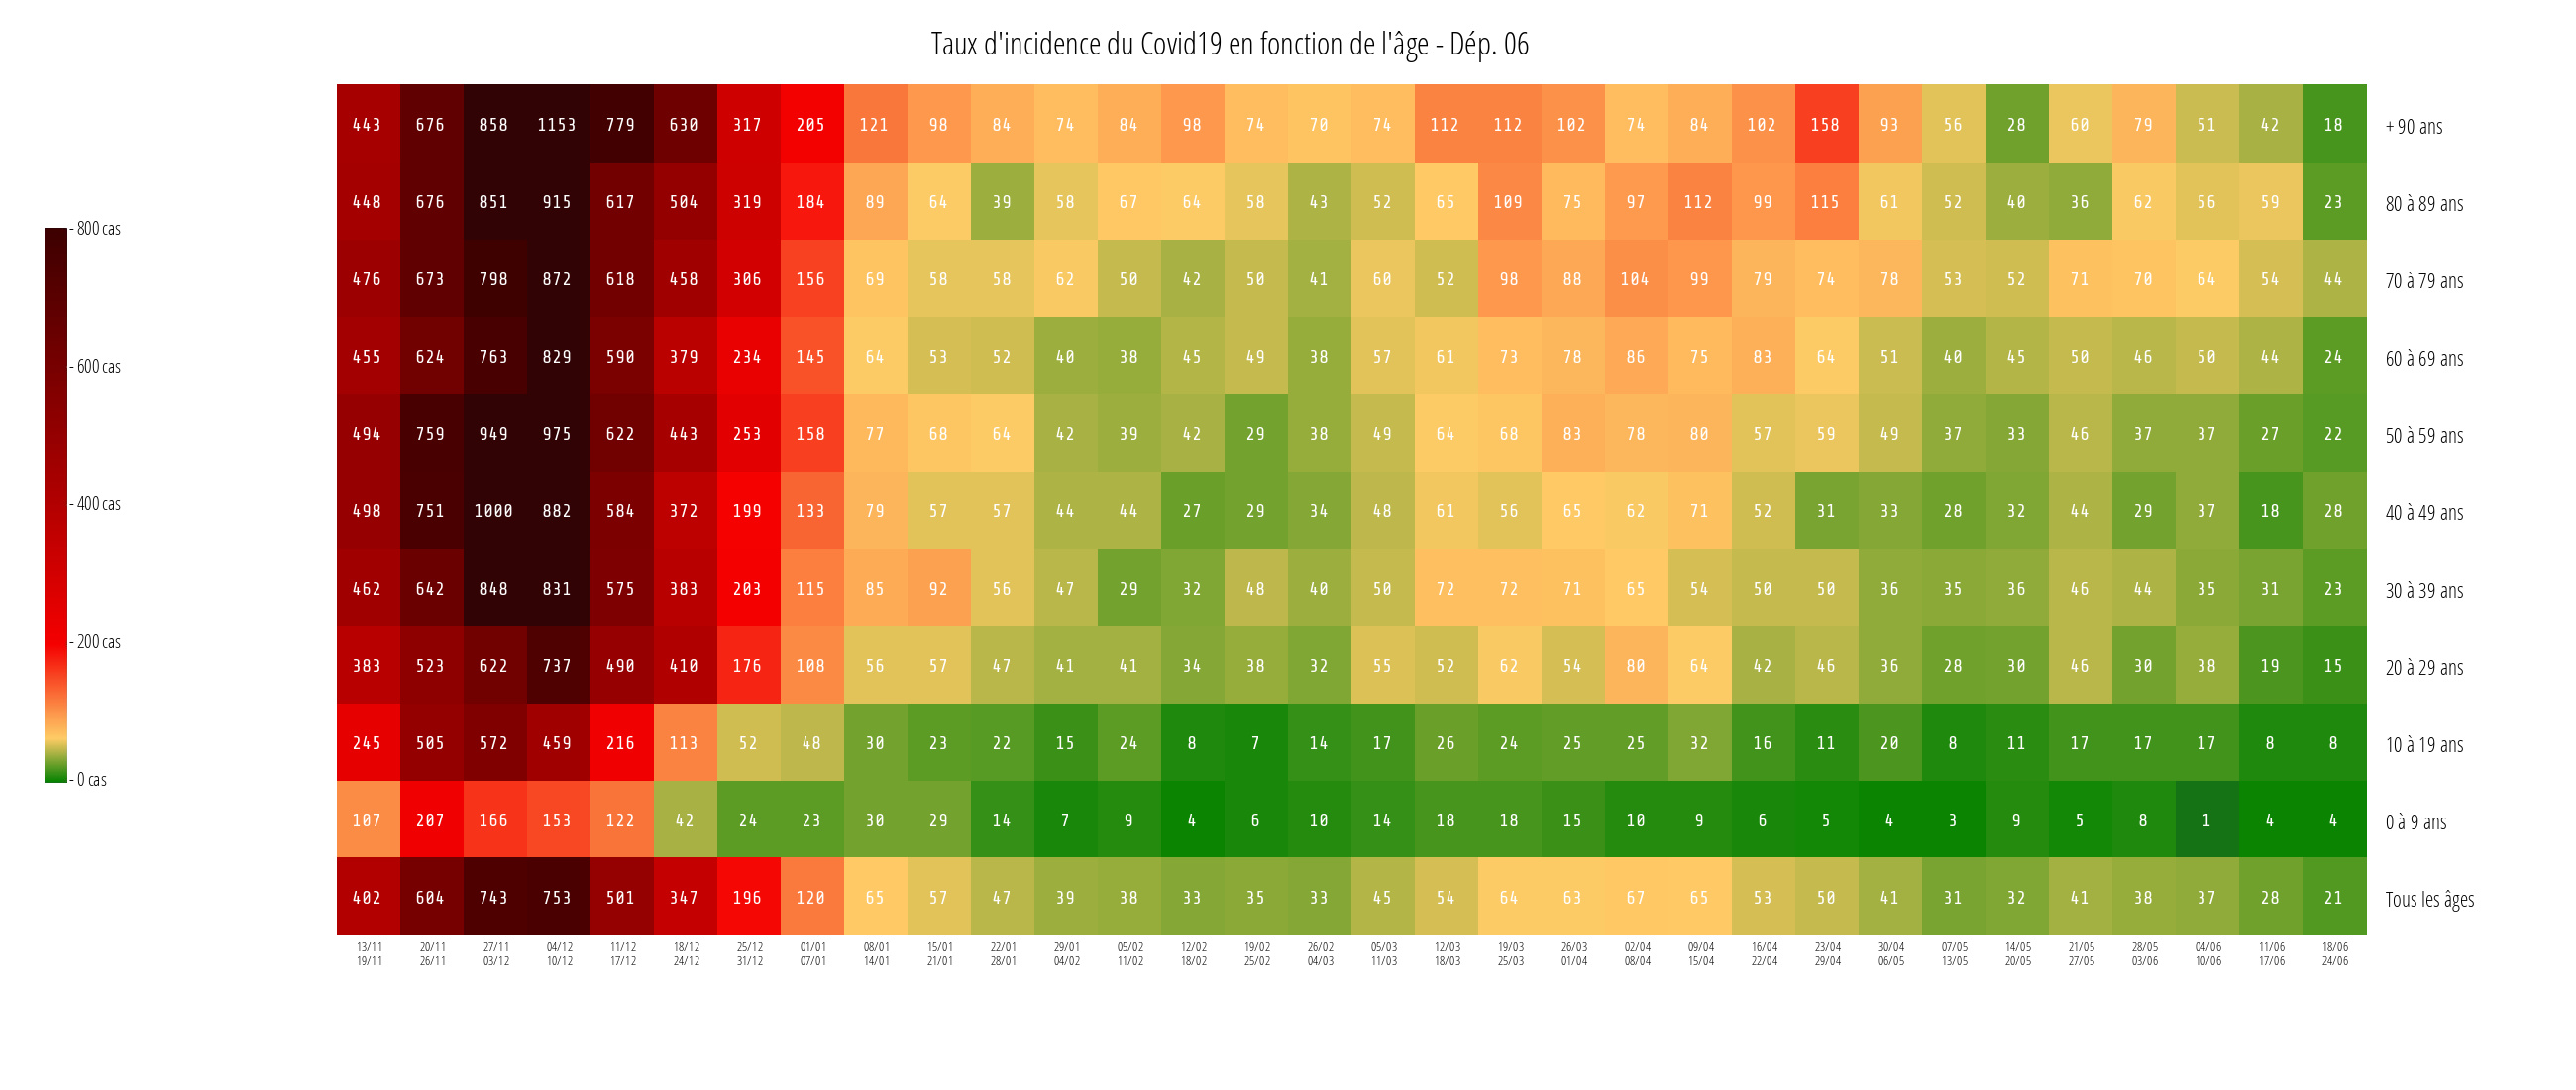 Taux d'incidence du Covid19 en fonction de l'âge - Dép. 06
- 800 cas
- 600 cas
- 400 cas
- 200 cas
- 0 cas
443 676 858 1153 779 630 317 205 121 98 84 74 84 98 74 70 74 112 112 102 74 84 102 158 93 56 28 60 79 51 42 18 + 90 ans
448 676 851 915 617 504 319 184 89 64 39 58 67 64 58 43 52 65 109 75 97 112 99 115 61 52 40 36 62 56 59 23 80 à 89 ans
476 673 798 872 618 458 306 156 69 58 58 62 50 42 50 41 60 52 98 88 104 99 79 74 78 53 52 71 70 64 54 44 70 à 79 ans
455 624 763 829 590 379 234 145 64 53 52 40 38 45 49 38 57 61 73 78 86 75 83 64 51 40 45 50 46 50 44 24 60 à 69 ans
494 759 949 975 622 443 253 158 77 68 64 42 39 42 29 38 49 64 68 83 78 80 57 59 49 37 33 46 37 37 27 22 50 à 59 ans
498 751 1000 882 584 372 199 133 79 57 57 44 44 27 29 34 48 61 56 65 62 71 52 31 33 28 32 44 29 37 18 28 40 à 49 ans
462 642 848 831 575 383 203 115 85 92 56 47 29 32 48 40 50 72 72 71 65 54 50 50 36 35 36 46 44 35 31 23 30 à 39 ans
383 523 622 737 490 410 176 108 56 57 47 41 41 34 38 32 55 52 62 54 80 64 42 46 36 28 30 46 30 38 19 15 20 à 29 ans
245 505 572 459 216 113 52 48 30 23 22 15 24 8 7 14 17 26 24 25 25 32 16 11 20 8 11 17 17 17 8 8 10 à 19 ans
107 207 166 153 122 42 24 23 30 29 14 7 9 4 6 10 14 18 18 15 10 9 6 5 4 3 9 5 8 1 4 4 0 à 9 ans
402 604 743 753 501 347 196 120 65 57 47 39 38 33 35 33 45 54 64 63 67 65 53 50 41 31 32 41 38 37 28 21 Tous les âges
13/11 20/11 27/11 04/12 11/12 18/12 25/12 01/01 08/01 15/01 22/01 29/01 05/02 12/02 19/02 26/02 05/03 12/03 19/03 26/03 02/04 09/04 16/04 23/04 30/04 07/05 14/05 21/05 28/05 04/06 11/06 18/06
19/11 26/11 03/12 10/12 17/12 24/12 31/12 07/01 14/01 21/01 28/01 04/02 11/02 18/02 25/02 04/03 11/03 18/03 25/03 01/04 08/04 15/04 22/04 29/04 06/05 13/05 20/05 27/05 03/06 10/06 17/06 24/06